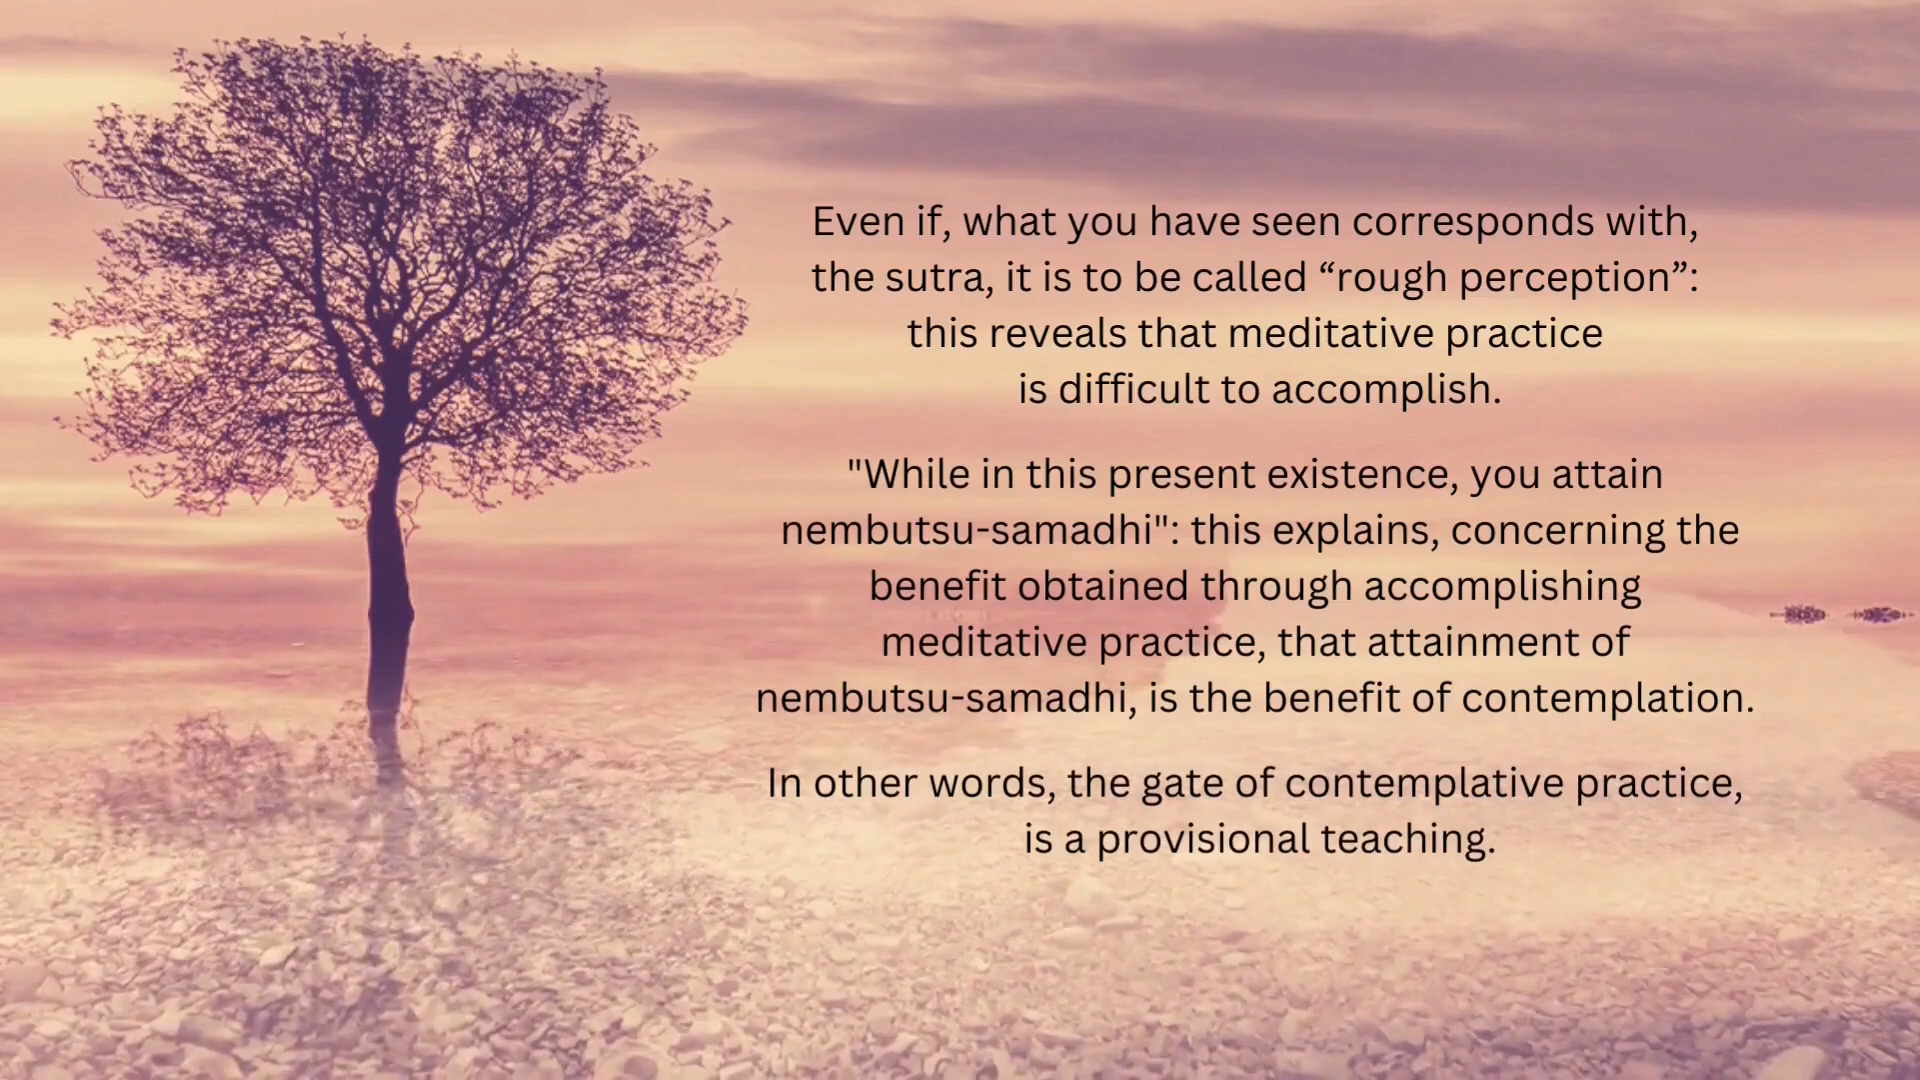 Even if, what you have seen corresponds with,
the sutra, it is to be called “rough perception”:
this reveals that meditative practice
is difficult to accomplish.
"While in this present existence, you attain
nembutsu-samadhi": this explains, concerning the
benefit obtained through accomplishing
meditative practice, that attainment of
nembutsu-samadhi, is the benefit of contemplation.
In other words, the gate of contemplative practice,
is a provisional teaching.